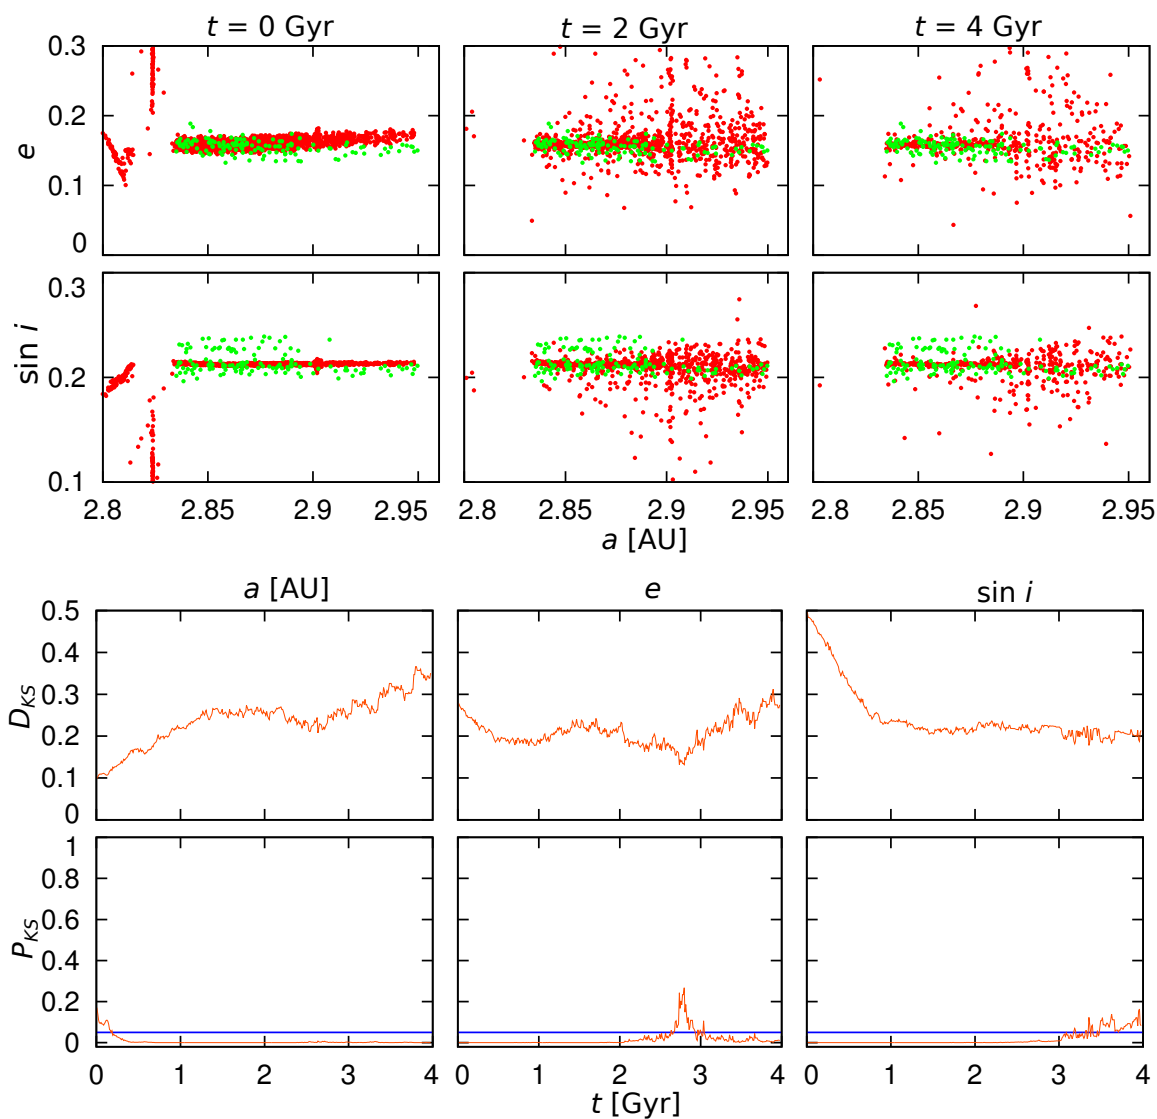 t = 0 Gyr t = 2 Gyr t = 4 Gyr
0.3
0.2
0.1
0
e
0.3
0.2
0.1
sin i
2.8 2.85 2.9 2.95 2.8 2.85 2.9 2.95 2.8 2.85 2.9 2.95
a [AU]
a [AU] e sin i
0.5
0.4
0.3
0.2
0.1
0
D_KS
1
0.8
0.6
0.4
0.2
0
P_KS
0 1 2 3 4 0 1 2 3 4 0 1 2 3 4
t [Gyr]